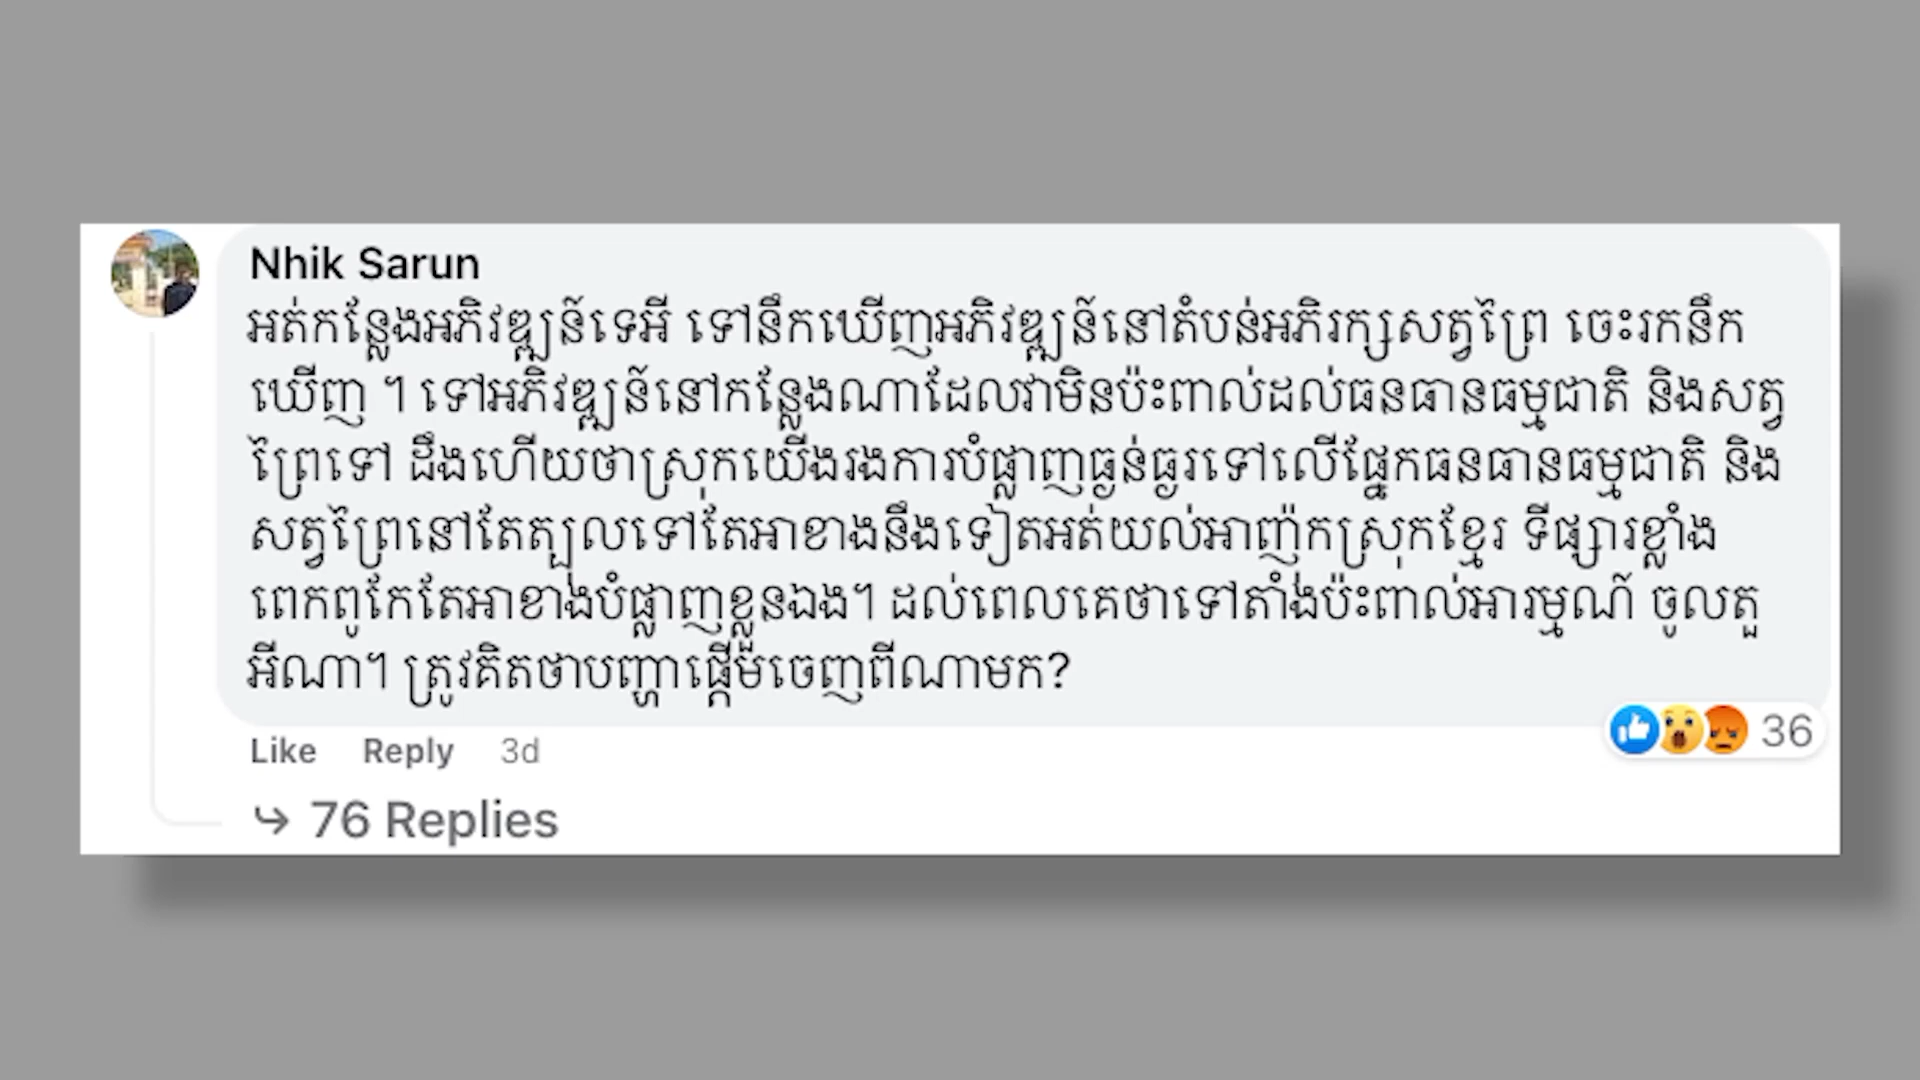 Nhik Sarun
អត់កន្លែងអភិវឌ្ឍន៍ទេអី ទៅនឹកឃើញអភិវឌ្ឍន៍នៅតំបន់អភិរក្សសត្វព្រៃ ចេះរកនឹក
ឃើញ ។ ទៅអភិវឌ្ឍន៍នៅកន្លែងណាដែលវាមិនប៉ះពាល់ដល់ធនធានធម្មជាតិ និងសត្វ
ព្រៃទៅ ដឹងហើយថាស្រុកយើងរងការបំផ្លាញធ្ងន់ធ្ងរទៅលើផ្នែកធនធានធម្មជាតិ និង
សត្វព្រៃនៅតែត្បុលទៅតែអាខាងនឹងទៀតអត់យល់អាញ៉កស្រុកខ្មែរ ទីផ្សារខ្លាំង
ពេកពូកែតែអាខាងបំផ្លាញខ្លួនឯង។ ដល់ពេលគេថាទៅតាំងប៉ះពាល់អារម្មណ៍ ចូលតួ
អីណា។ ត្រូវគិតថាបញ្ហាផ្តើមចេញពីណាមក?
Like Reply 3d
36
76 Replies